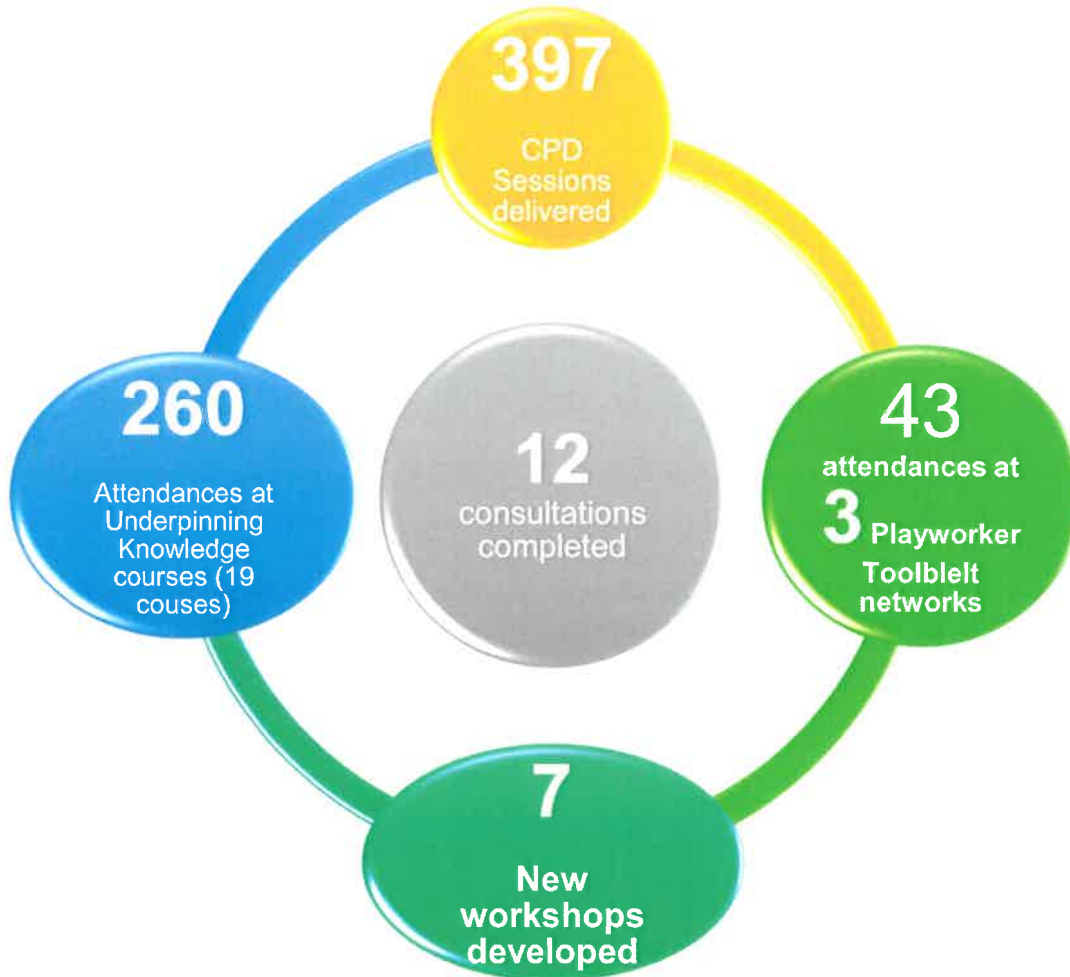 397
CPD
Sessions
delivered
260
Attendances at
Underpinning
Knowledge
courses (19
couses)
12
consultations
completed
43
attendances at
3 Playworker
Toolblelt
networks
7
New
workshops
developed